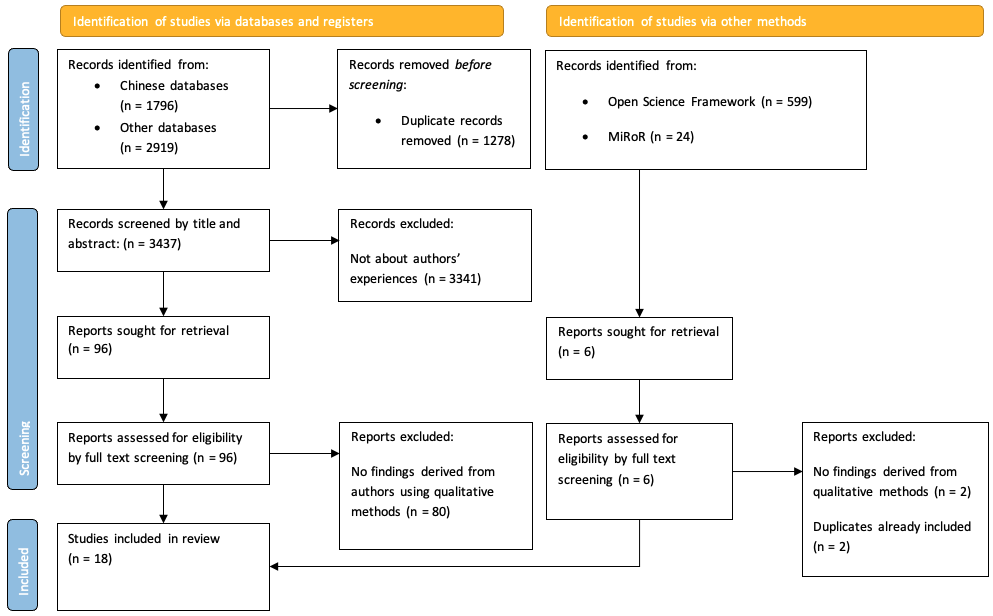 Identification of studies via databases and registers
Identification of studies via other methods
Identification
Records identified from:
• Chinese databases
(n = 1796)
• Other databases
(n = 2919)
Records removed before
screening:
• Duplicate records
removed (n = 1278)
Records identified from:
• Open Science Framework (n = 599)
• MiRoR (n = 24)
Screening
Records screened by title and
abstract: (n = 3437)
Records excluded:
Not about authors’
experiences (n = 3341)
Reports sought for retrieval
(n = 96)
Reports sought for retrieval
(n = 6)
Reports assessed for eligibility
by full text screening (n = 96)
Reports excluded:
No findings derived from
authors using qualitative
methods (n = 80)
Reports assessed for
eligibility by full text
screening (n = 6)
Reports excluded:
No findings derived from
qualitative methods (n = 2)
Duplicates already included
(n = 2)
Included
Studies included in review
(n = 18)